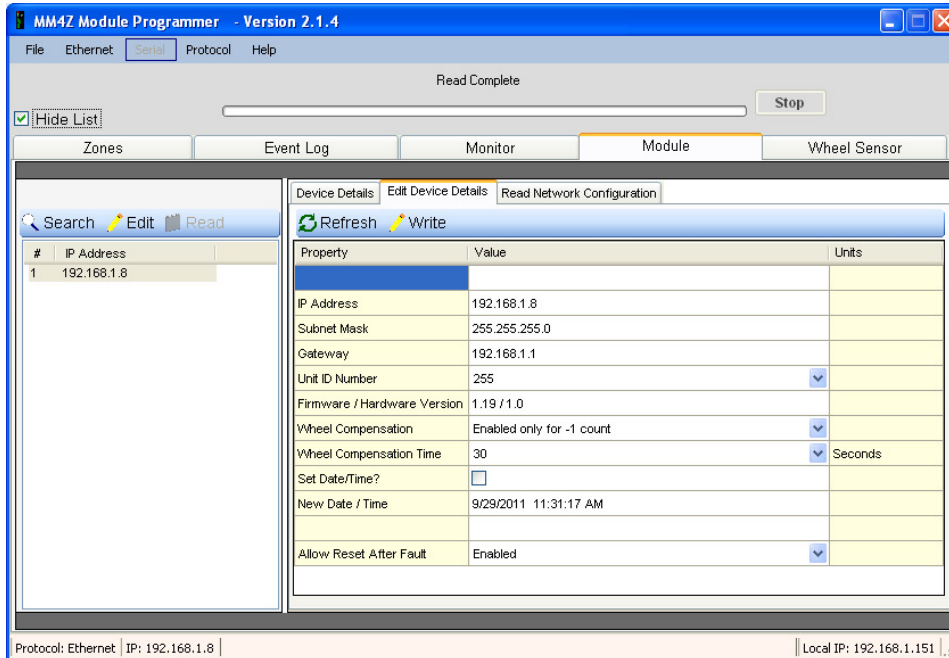 MM4Z Module Programmer - Version 2.1.4
File Ethernet Serial Protocol Help
Read Complete
Stop
Hide List
Zones Event Log Monitor Module Wheel Sensor
Device Details Edit Device Details Read Network Configuration
Search Edit Read Refresh Write
# IP Address Property Value Units
1 192.168.1.8
IP Address 192.168.1.8
Subnet Mask 255.255.255.0
Gateway 192.168.1.1
Unit ID Number 255
Firmware / Hardware Version 1.19 / 1.0
Wheel Compensation Enabled only for -1 count
Wheel Compensation Time 30 Seconds
Set Date/Time?
New Date / Time 9/29/2011 11:31:17 AM
Allow Reset After Fault Enabled
Protocol: Ethernet IP: 192.168.1.8 Local IP: 192.168.1.151